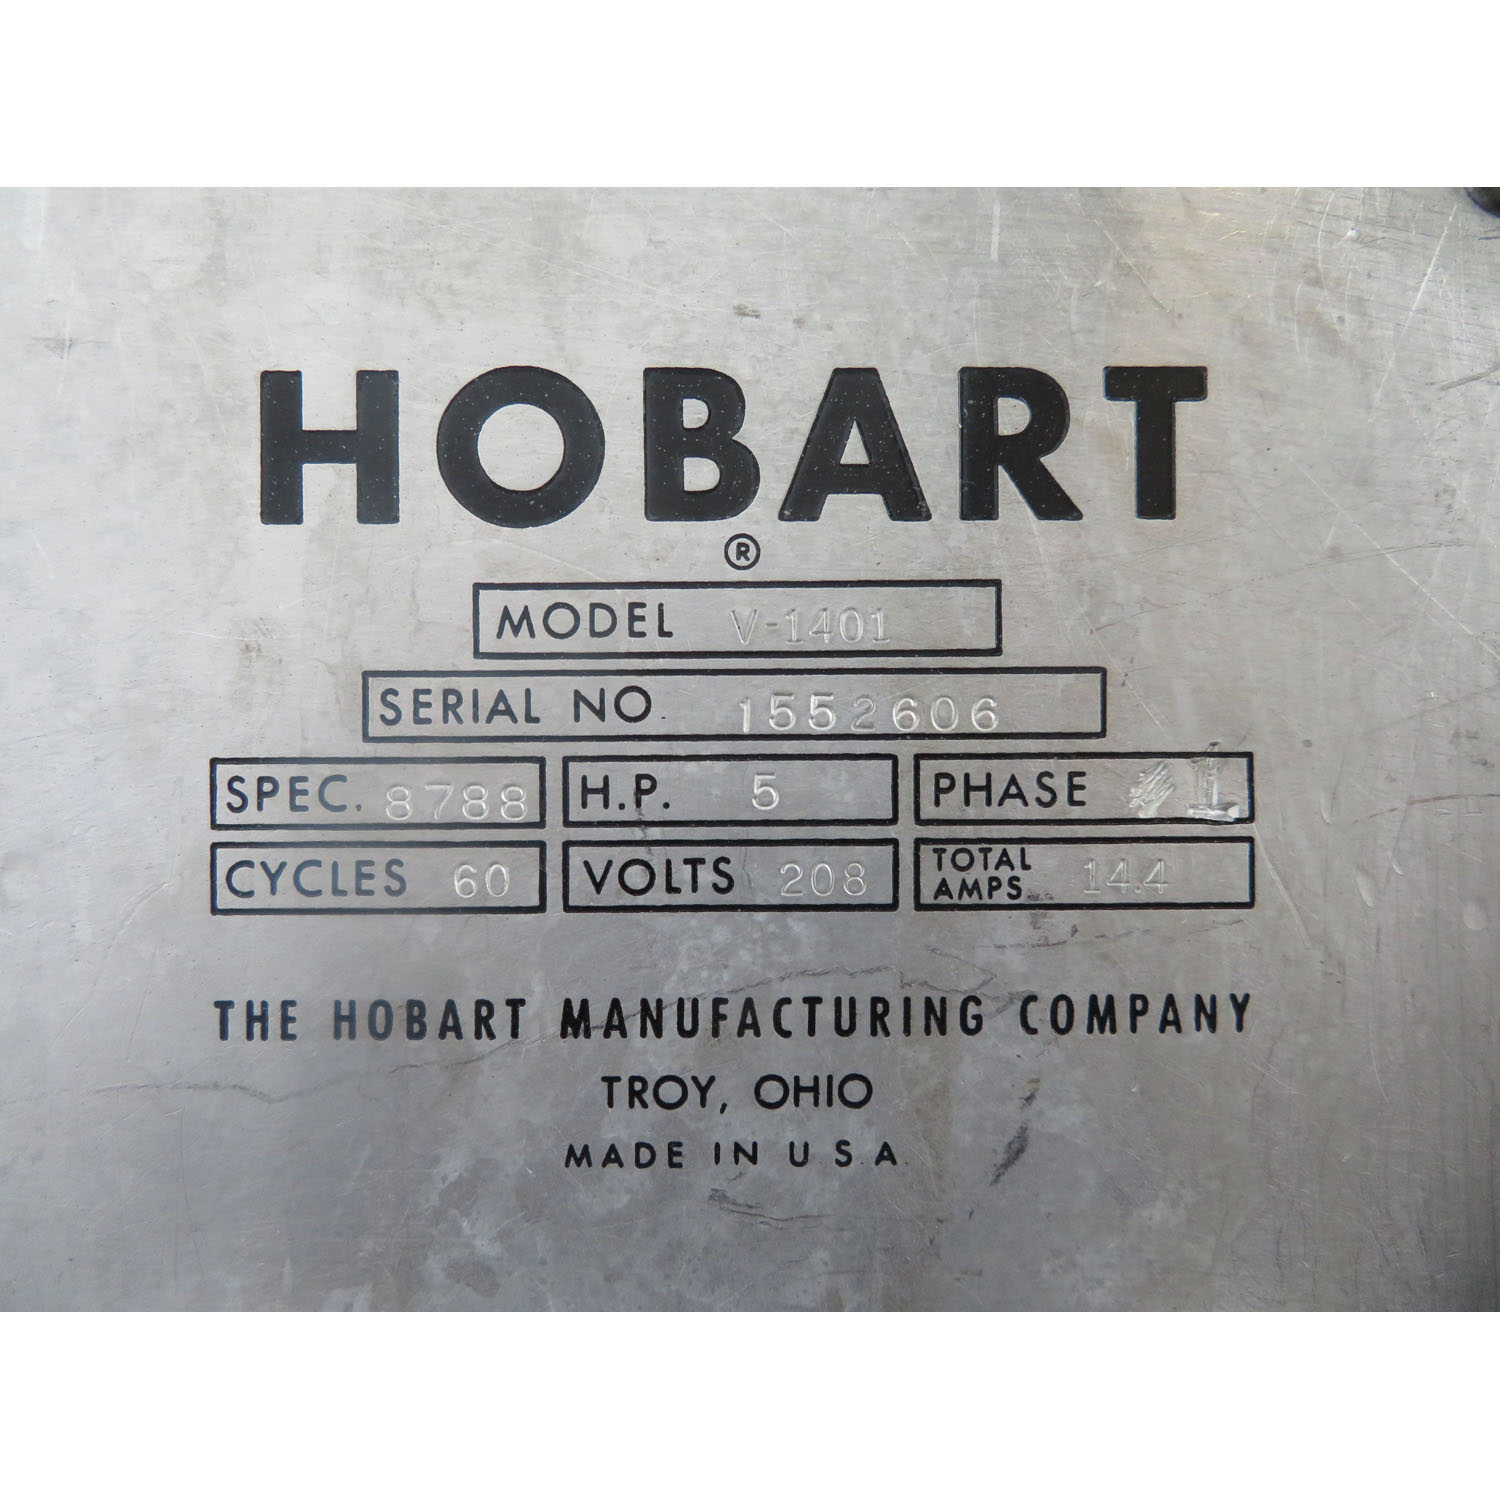 HOBART
®
MODEL V-1401
SERIAL NO. 1552606
SPEC. 8788 H.P. 5 PHASE 1
CYCLES 60 VOLTS 208 TOTAL AMPS. 14.4
THE HOBART MANUFACTURING COMPANY
TROY, OHIO
MADE IN U.S.A.